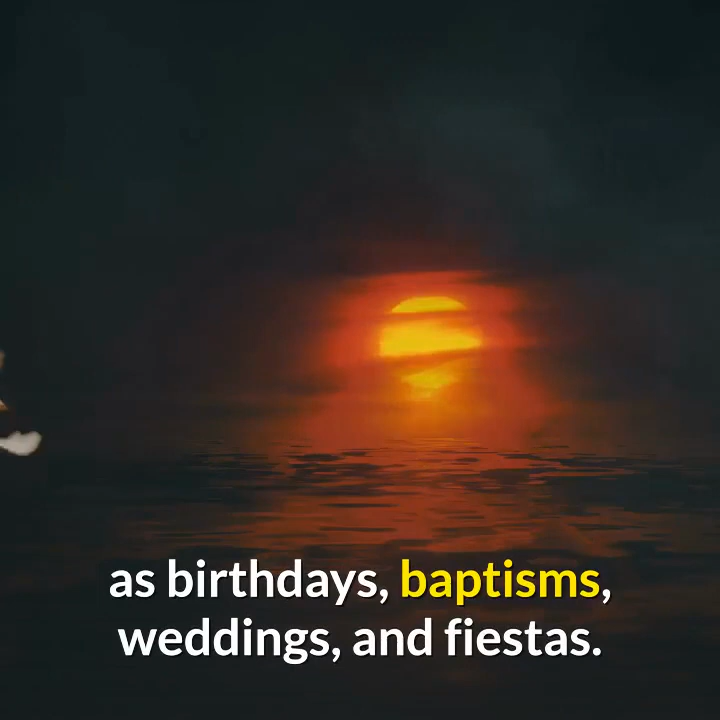 as birthdays, baptisms,
weddings, and fiestas.